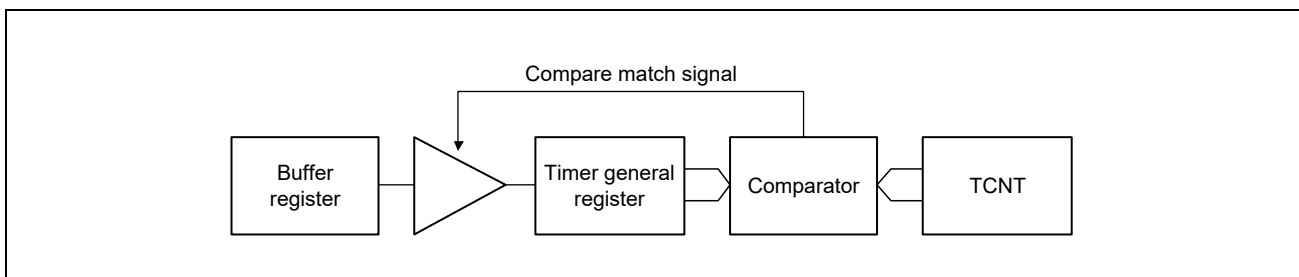 Compare match signal
Buffer
register
Timer general
register
Comparator
TCNT